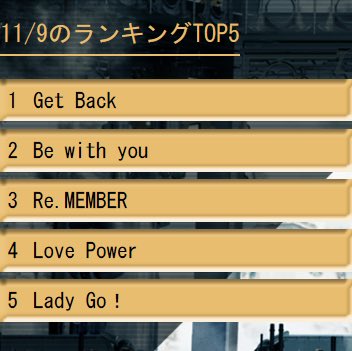 11/9のランキングTOP5
1 Get Back
2 Be with you
3 Re.MEMBER
4 Love Power
5 Lady Go！